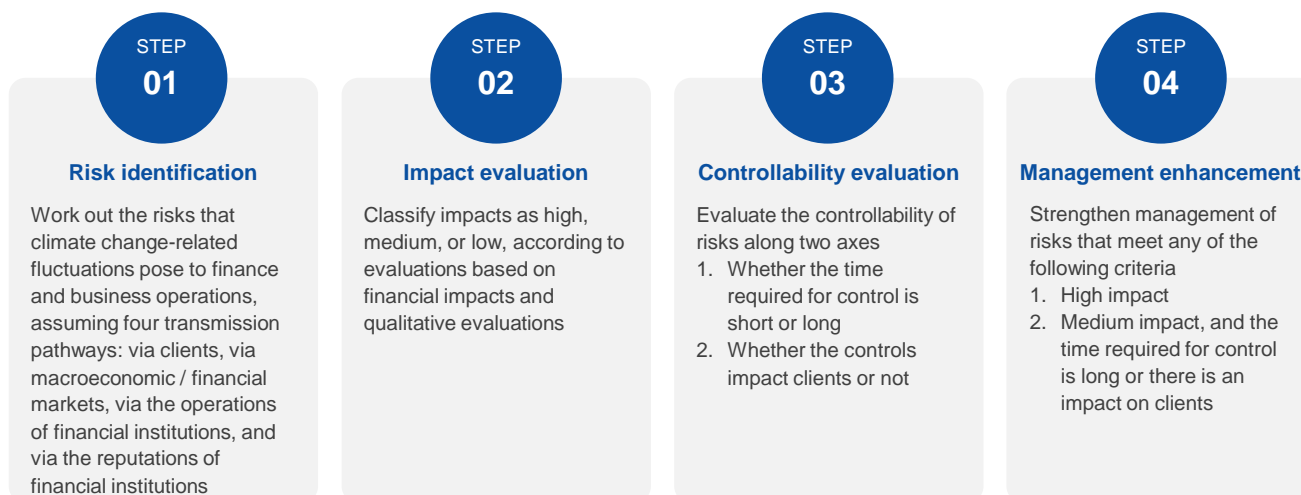 STEP
01
Risk identification
Work out the risks that
climate change-related
fluctuations pose to finance
and business operations,
assuming four transmission
pathways: via clients, via
macroeconomic / financial
markets, via the operations
of financial institutions, and
via the reputations of
financial institutions
STEP
02
Impact evaluation
Classify impacts as high,
medium, or low, according to
evaluations based on
financial impacts and
qualitative evaluations
STEP
03
Controllability evaluation
Evaluate the controllability of
risks along two axes
1. Whether the time
required for control is
short or long
2. Whether the controls
impact clients or not
STEP
04
Management enhancement
Strengthen management of
risks that meet any of the
following criteria
1. High impact
2. Medium impact, and the
time required for control
is long or there is an
impact on clients